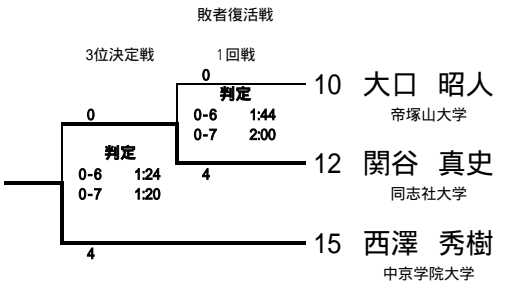 敗者復活戦
3位決定戦 1回戦
0
判定
10 大口 昭人
帝塚山大学
0-6 1:44
0-7 2:00
0
判定
0-6 1:24
0-7 1:20
4
12 関谷 真史
同志社大学
4
15 西澤 秀樹
中京学院大学